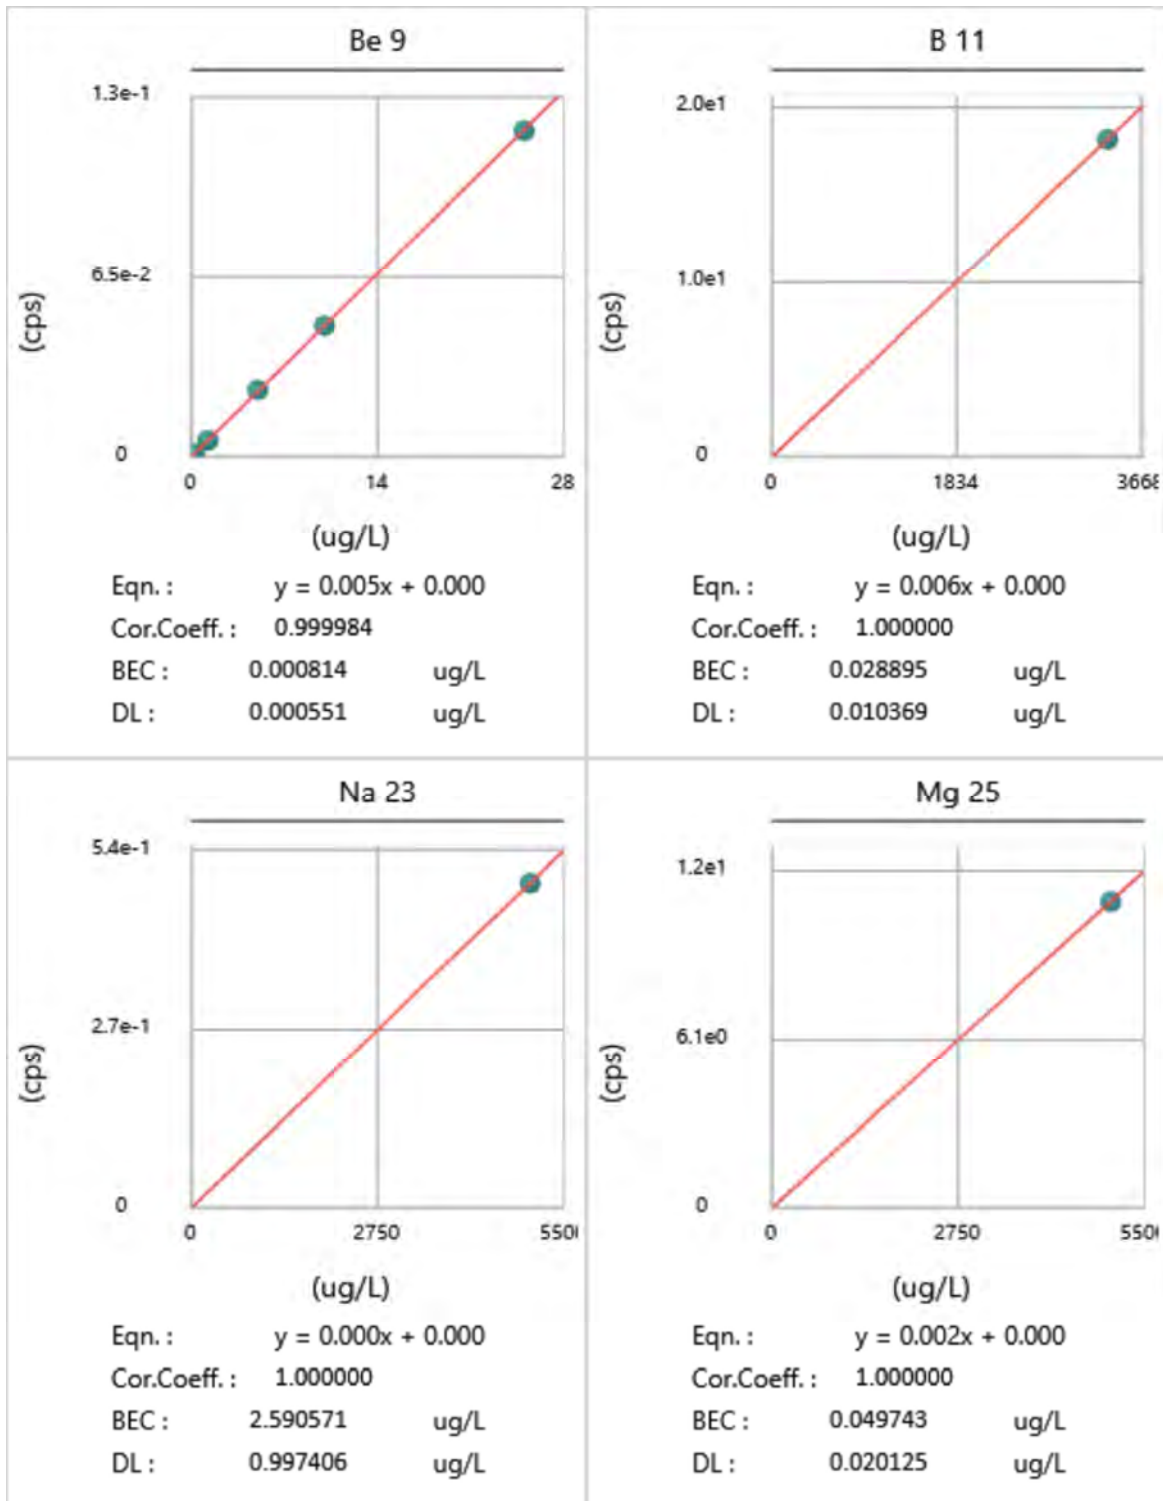 Be 9
1.3e-1
6.5e-2
0
(cps)
0 14 28
(ug/L)
Eqn. : y = 0.005x + 0.000
Cor.Coeff. : 0.999984
BEC : 0.000814 ug/L
DL : 0.000551 ug/L
B 11
2.0e1
1.0e1
0
(cps)
0 1834 3668
(ug/L)
Eqn. : y = 0.006x + 0.000
Cor.Coeff. : 1.000000
BEC : 0.028895 ug/L
DL : 0.010369 ug/L
Na 23
5.4e-1
2.7e-1
0
(cps)
0 2750 550
(ug/L)
Eqn. : y = 0.000x + 0.000
Cor.Coeff. : 1.000000
BEC : 2.590571 ug/L
DL : 0.997406 ug/L
Mg 25
1.2e1
6.1e0
0
(cps)
0 2750 550
(ug/L)
Eqn. : y = 0.002x + 0.000
Cor.Coeff. : 1.000000
BEC : 0.049743 ug/L
DL : 0.020125 ug/L